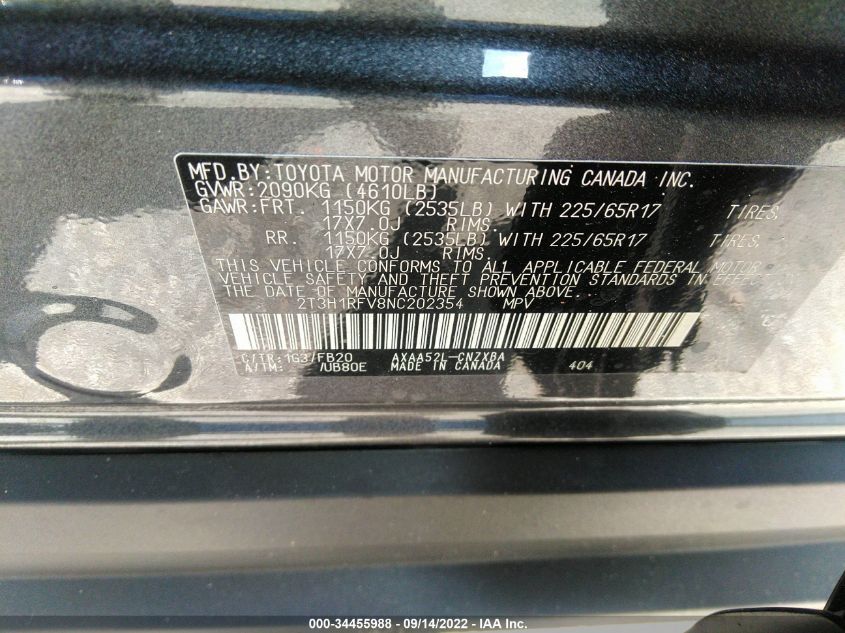 MFD.BY:TOYOTA MOTOR MANUFACTURING CANADA INC.
GVWR:2090KG (4610LB)
GAWR:FRT. 1150KG (2535LB) WITH 225/65R17 TIRES,
17X7.0J RIMS.
RR. 1150KG (2535LB) WITH 225/65R17 TIRES,
17X7.0J RIMS.
THIS VEHICLE CONFORMS TO ALL APPLICABLE FEDERAL MOTOR
VEHICLE SAFETY AND THEFT PREVENTION STANDARDS IN EFFECT
THE DATE OF MANUFACTURE SHOWN ABOVE.
2T3H1RFV8NC202354 MPV
C/TR:1G3/FB20 AXAA52L-CNZXBA
A/TM: /UB80E MADE IN CANADA 404
000-34455988 - 09/14/2022 - IAA Inc.